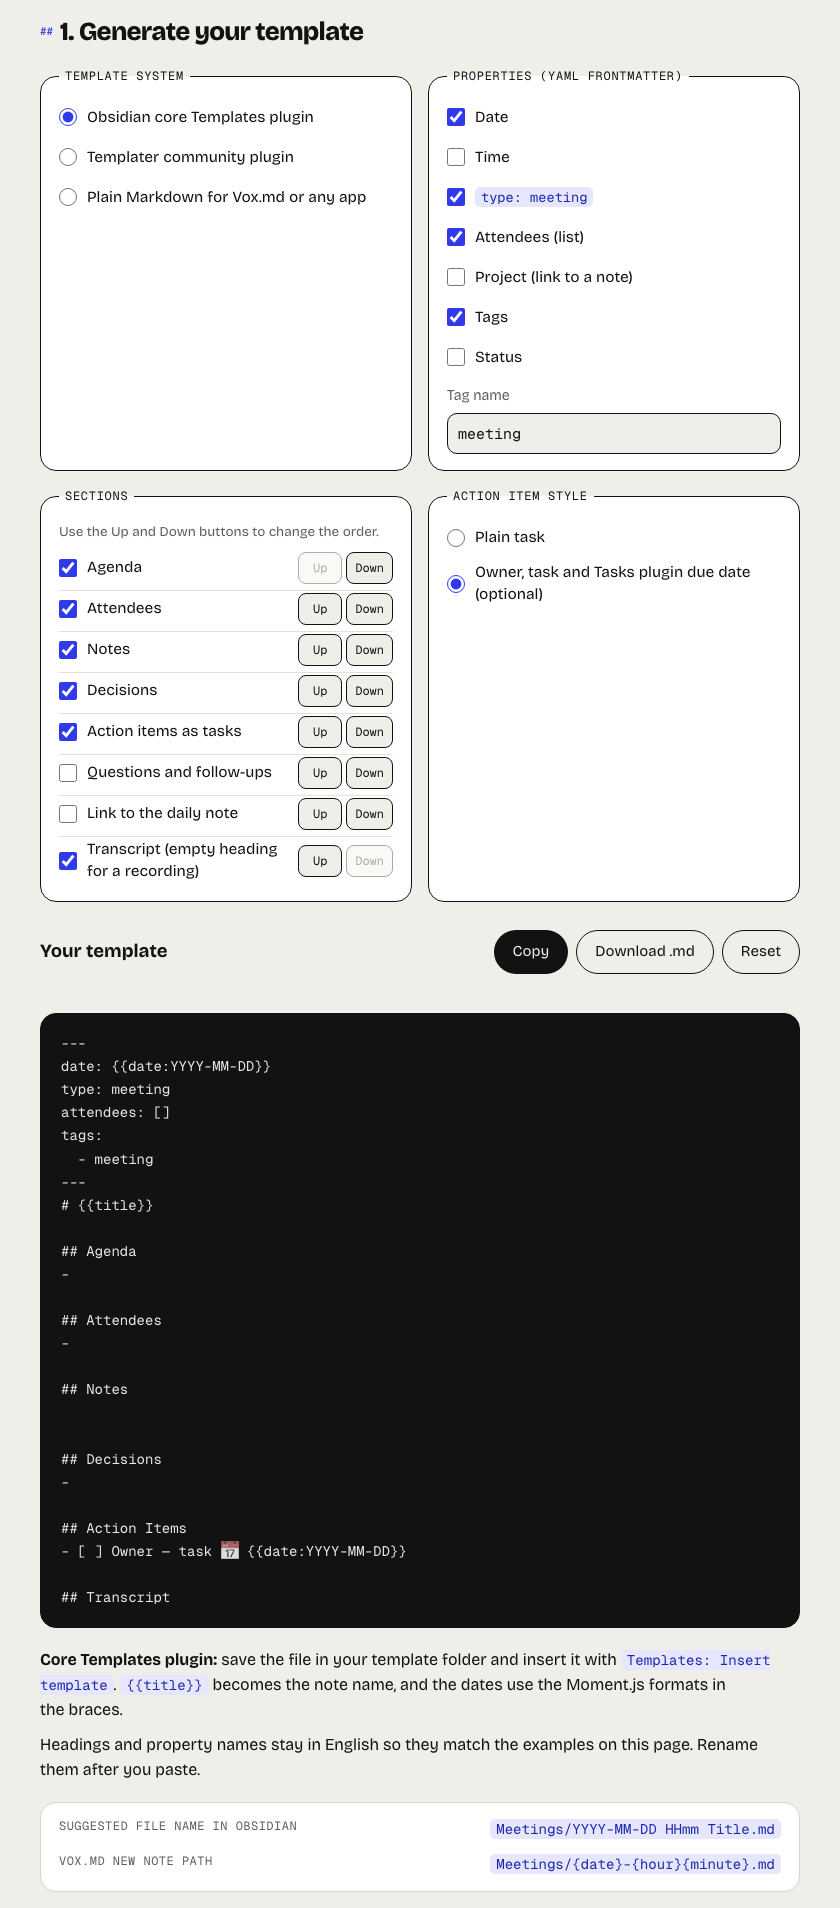 ## 1. Generate your template
TEMPLATE SYSTEM
Obsidian core Templates plugin
Templater community plugin
Plain Markdown for Vox.md or any app
PROPERTIES (YAML FRONTMATTER)
Date
Time
type: meeting
Attendees (list)
Project (link to a note)
Tags
Status
Tag name
meeting
SECTIONS
Use the Up and Down buttons to change the order.
Agenda Up Down
Attendees Up Down
Notes Up Down
Decisions Up Down
Action items as tasks Up Down
Questions and follow-ups Up Down
Link to the daily note Up Down
Transcript (empty heading
for a recording) Up Down
ACTION ITEM STYLE
Plain task
Owner, task and Tasks plugin due date
(optional)
Your template
Copy Download .md Reset
---
date: {{date:YYYY-MM-DD}}
type: meeting
attendees: []
tags:
  - meeting
---
# {{title}}
## Agenda
-
## Attendees
-
## Notes
## Decisions
-
## Action Items
- [ ] Owner — task 📅 {{date:YYYY-MM-DD}}
## Transcript
Core Templates plugin: save the file in your template folder and insert it with Templates: Insert
template. {{title}} becomes the note name, and the dates use the Moment.js formats in
the braces.
Headings and property names stay in English so they match the examples on this page. Rename
them after you paste.
SUGGESTED FILE NAME IN OBSIDIAN Meetings/YYYY-MM-DD HHmm Title.md
VOX.MD NEW NOTE PATH Meetings/{date}-{hour}{minute}.md